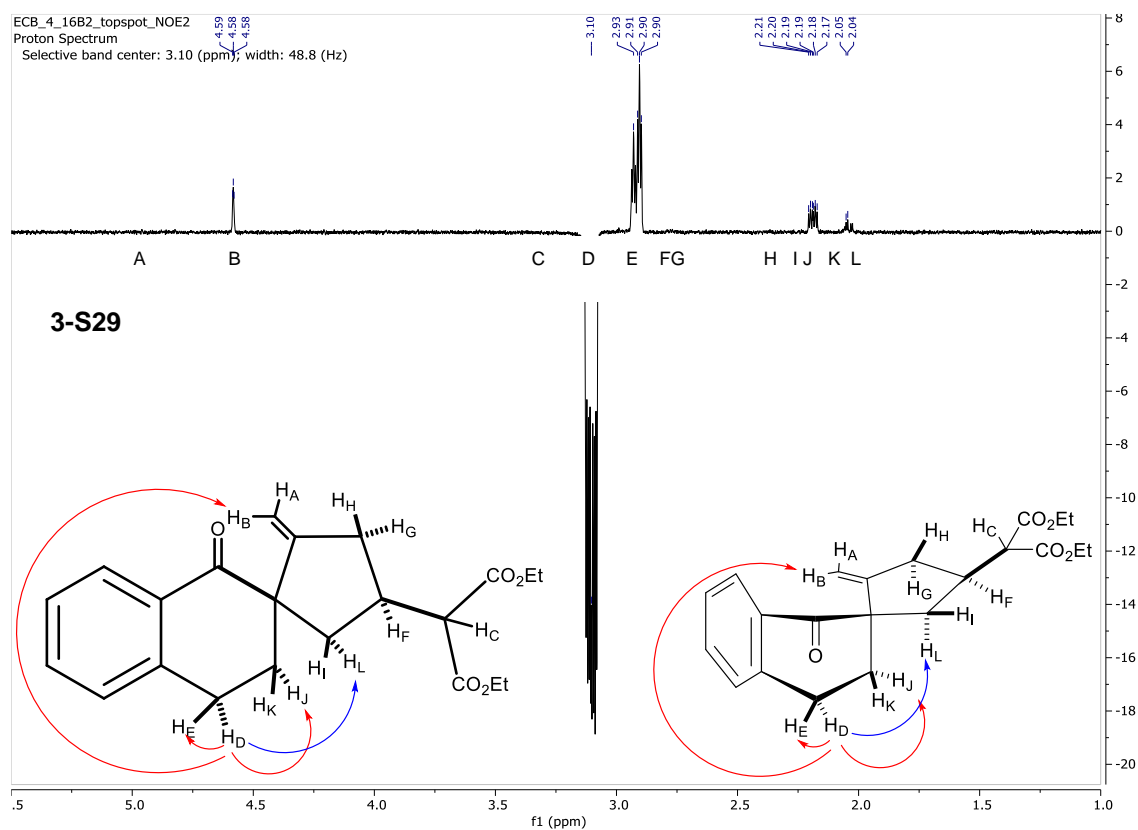 ECB_4_16B2_topspot_NOE2
Proton Spectrum
Selective band center: 3.10 (ppm); width: 48.8 (Hz)
4.59
4.58
4.58
3.10
2.93
2.91
2.90
2.90
2.21
2.20
2.19
2.19
2.18
2.17
2.05
2.04
8
6
4
2
0
-2
-4
-6
-8
-10
-12
-14
-16
-18
-20
A B C D E FG H I J K L
3-S29
HA
HB
O
HH
HG
CO2Et
HF
HC
CO2Et
HI
HL
HK
HJ
HE
HD
HA
HB
HH
HG
HC
CO2Et
CO2Et
HF
HI
HL
O
HJ
HK
HE
HD
.5 5.0 4.5 4.0 3.5 3.0 2.5 2.0 1.5 1.0
f1 (ppm)